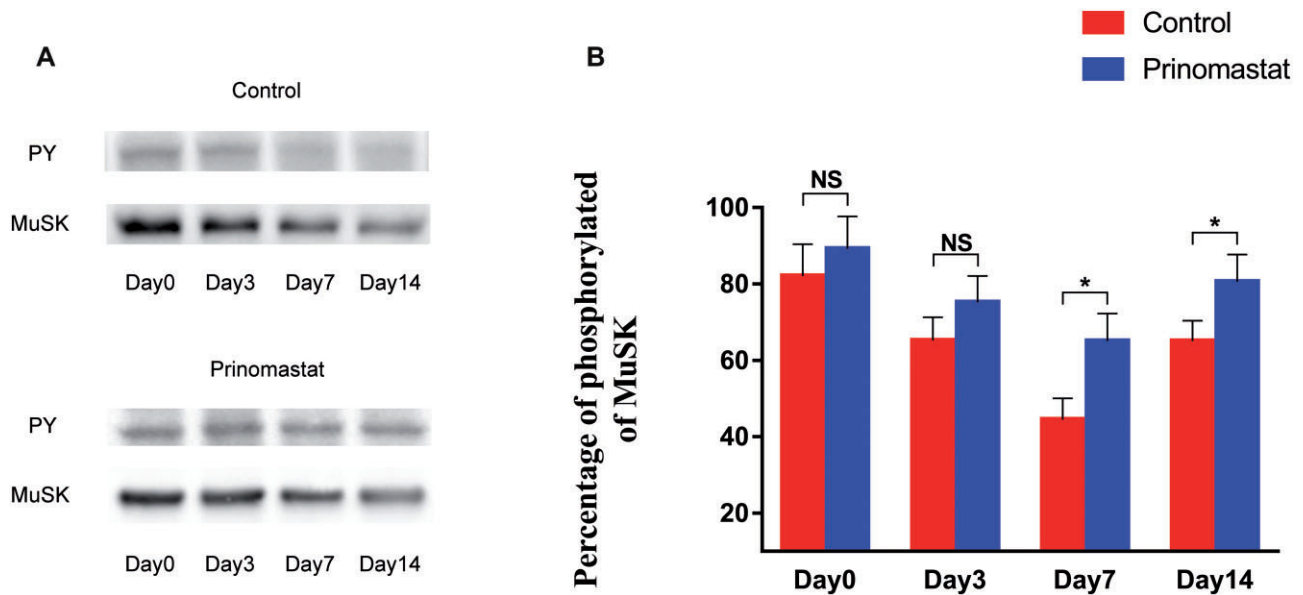 A
Control
PY
MuSK
Day0 Day3 Day7 Day14
Prinomastat
PY
MuSK
Day0 Day3 Day7 Day14
B
Control
Prinomastat
Percentage of phosphorylated
of MuSK
100
80
60
40
20
NS
NS
*
*
Day0 Day3 Day7 Day14